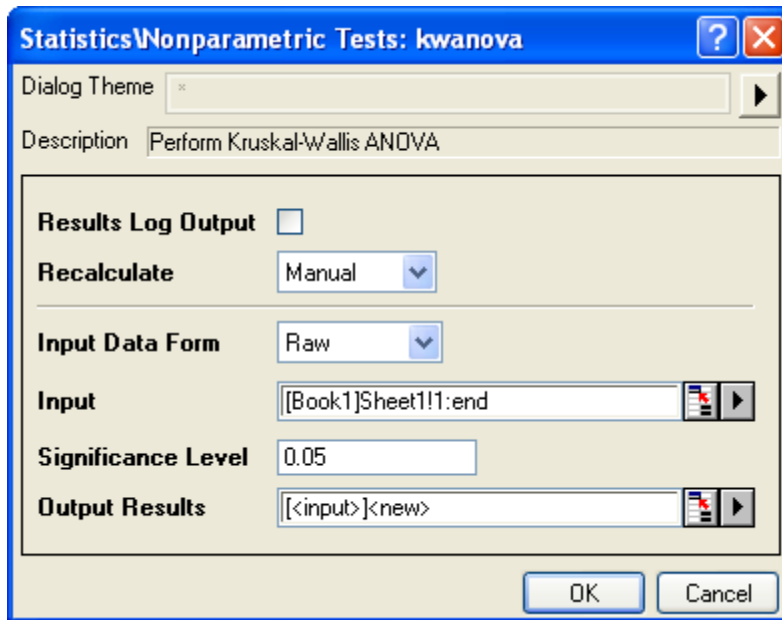 Statistics\Nonparametric Tests: kwanova
Dialog Theme *
Description Perform Kruskal-Wallis ANOVA
Results Log Output
Recalculate Manual
Input Data Form Raw
Input [Book1]Sheet1!1:end
Significance Level 0.05
Output Results [<input>]<new>
OK Cancel